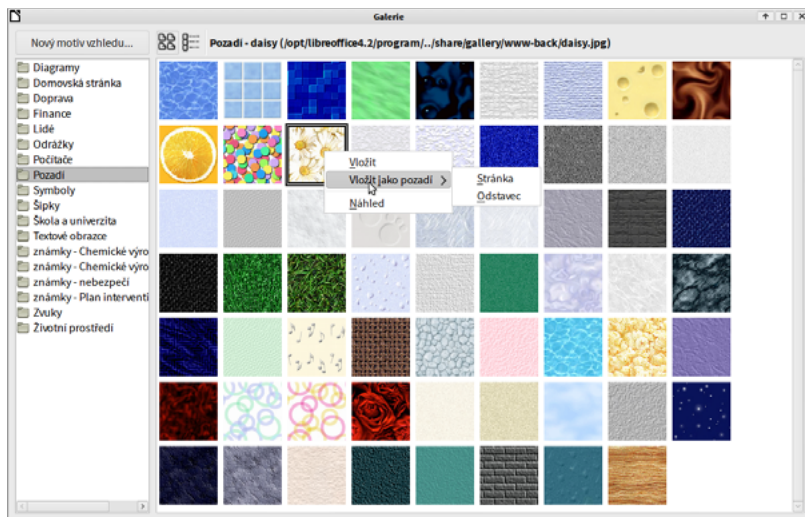 Galerie
Nový motiv vzhledu...
Pozadí - daisy (/opt/libreoffice4.2/program/../share/gallery/www-back/daisy.jpg)
Diagramy
Domovská stránka
Doprava
Finance
Lidé
Odrážky
Počítače
Pozadí
Symboly
Šipky
Škola a univerzita
Textové obrazce
známky - Chemické výro
známky - Chemické výro
známky - nebezpečí
známky - Plan interventi
Zvuky
Životní prostředí
Vložit
Vložit jako pozadí
Náhled
Stránka
Odstavec